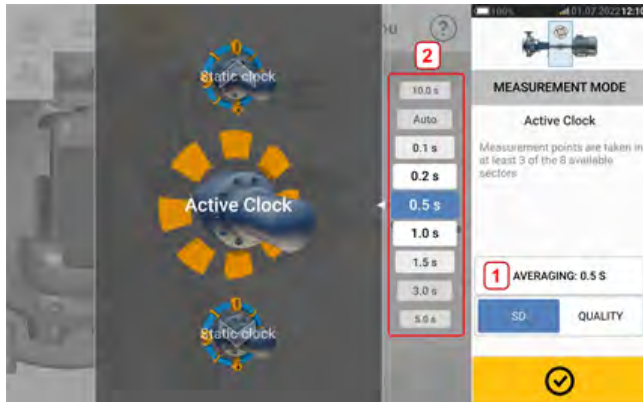 Static clock
Active Clock
Static clock
?
2
10.0 s
Auto
0.1 s
0.2 s
0.5 s
1.0 s
1.5 s
3.0 s
5.0 s
100%
01.07.2022 12:10
MEASUREMENT MODE
Active Clock
Measurement points are taken in
at least 3 of the 8 available
sectors
1 AVERAGING: 0.5 S
SD QUALITY